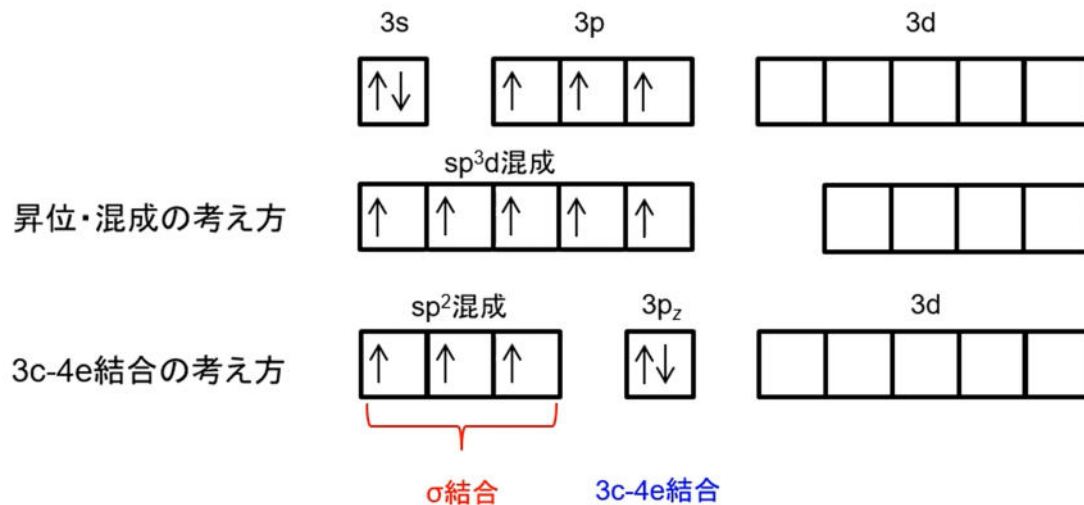 3s 3p 3d
sp³d混成
昇位・混成の考え方
sp²混成 3p_z 3d
3c-4e結合の考え方
σ結合 3c-4e結合